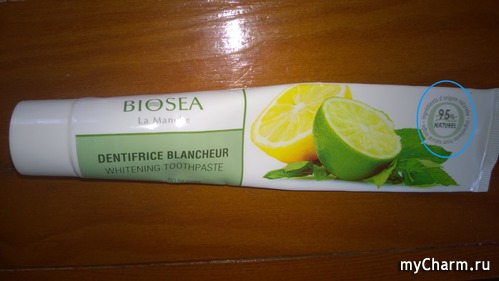 BIOSEA
La Manche
DENTIFRICE BLANCHEUR
WHITENING TOOTHPASTE
95%
NATUREL
myCharm.ru